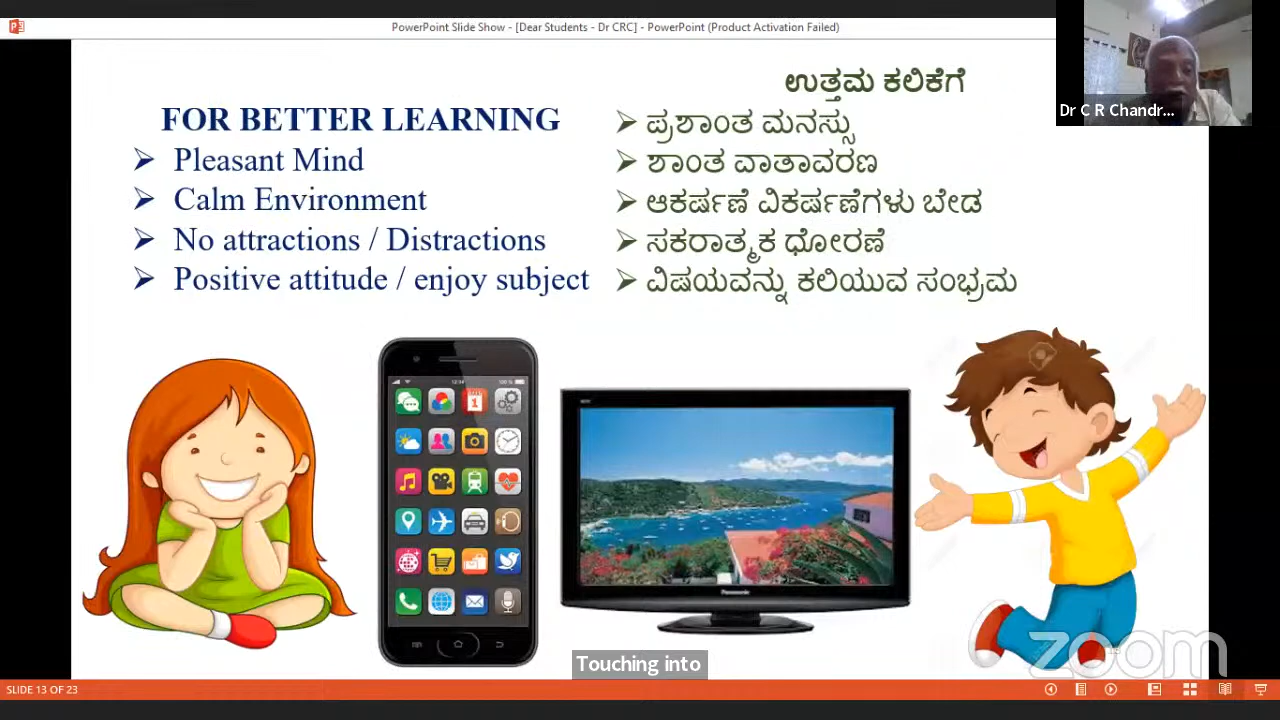 PowerPoint Slide Show - [Dear Students - Dr CRC] - PowerPoint (Product Activation Failed)
Dr C R Chandr...
FOR BETTER LEARNING
➢ Pleasant Mind
➢ Calm Environment
➢ No attractions / Distractions
➢ Positive attitude / enjoy subject
ಉತ್ತಮ ಕಲಿಕೆಗೆ
➢ ಪ್ರಶಾಂತ ಮನಸ್ಸು
➢ ಶಾಂತ ವಾತಾವರಣ
➢ ಆಕರ್ಷಣೆ ವಿಕರ್ಷಣೆಗಳು ಬೇಡ
➢ ಸಕರಾತ್ಮಕ ಧೋರಣೆ
➢ ವಿಷಯವನ್ನು ಕಲಿಯುವ ಸಂಭ್ರಮ
1
Panasonic
Touching into
zoom
SLIDE 13 OF 23